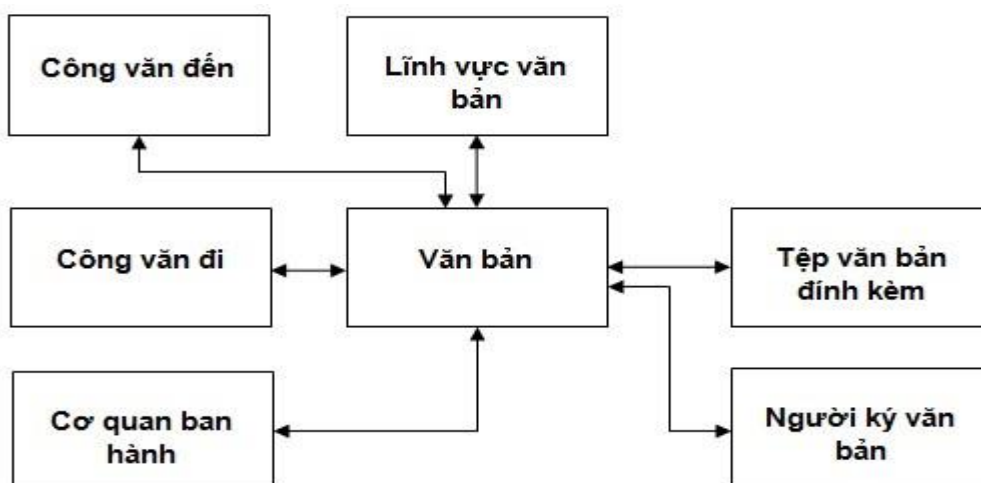 Công văn đến
Lĩnh vực văn
bản
Công văn đi
Văn bản
Tệp văn bản
đính kèm
Cơ quan ban
hành
Người ký văn
bản